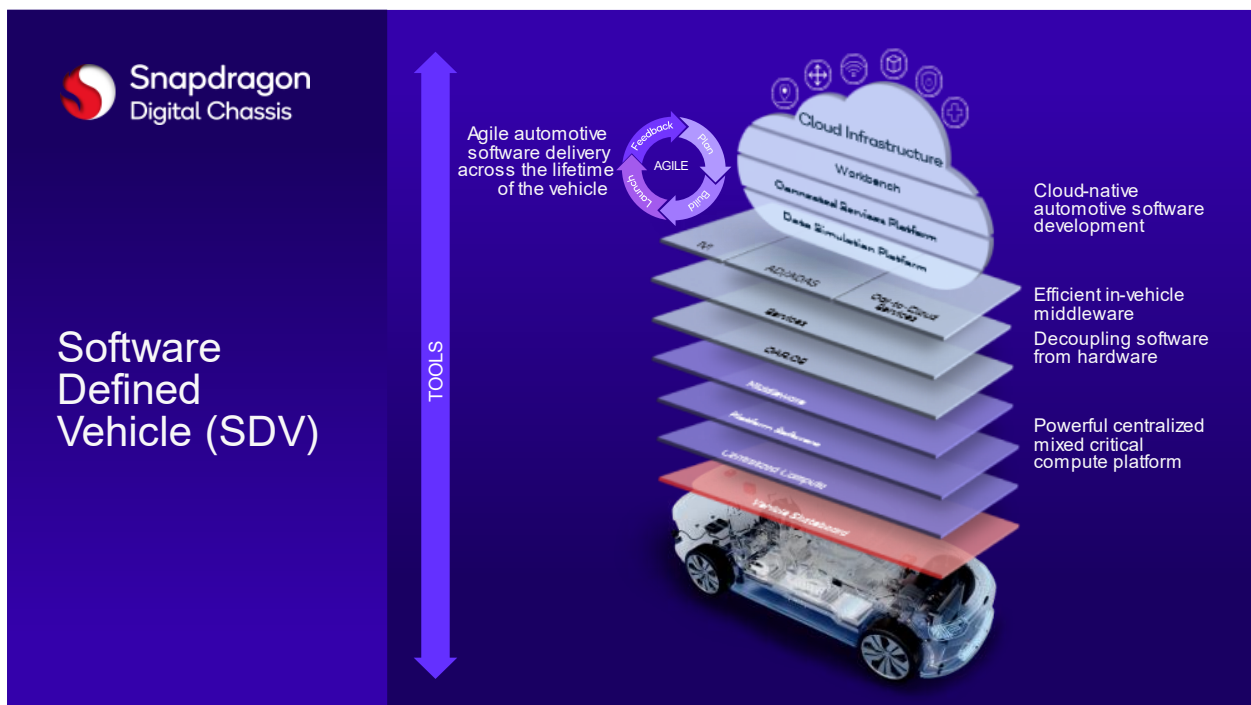 Snapdragon
Digital Chassis
Software
Defined
Vehicle (SDV)
TOOLS
Agile automotive
software delivery
across the lifetime
of the vehicle
AGILE
Feedback
Plan
Build
Launch
Cloud Infrastructure
Workbench
Connected Services Platform
Data Simulation Platform
IVI
AD/ADAS
Car-to-Cloud
Services
Services
Middleware
Platform Software
Centralized Compute
Vehicle Skateboard
Cloud-native
automotive software
development
Efficient in-vehicle
middleware
Decoupling software
from hardware
Powerful centralized
mixed critical
compute platform